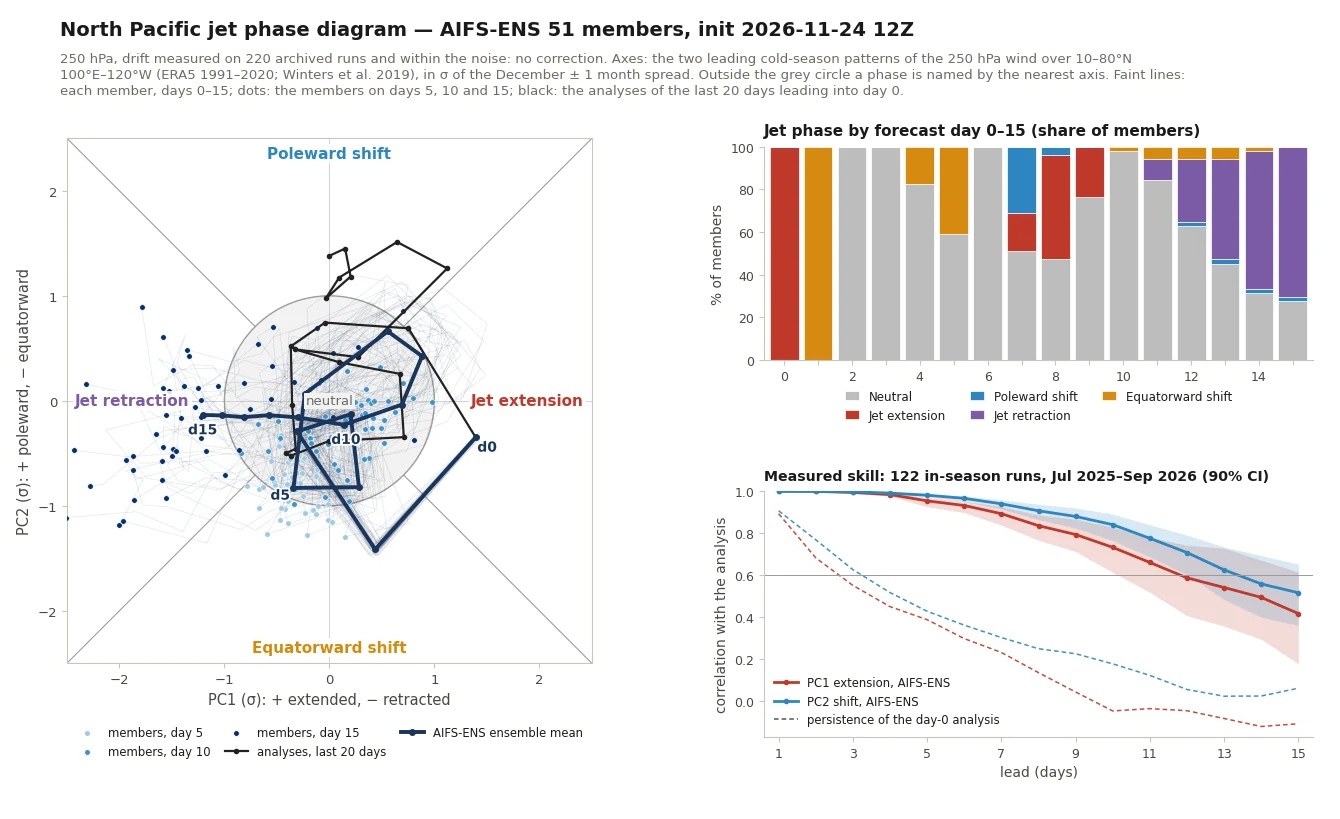 North Pacific jet phase diagram — AIFS-ENS 51 members, init 2026-11-24 12Z
250 hPa, drift measured on 220 archived runs and within the noise: no correction. Axes: the two leading cold-season patterns of the 250 hPa wind over 10–80°N
100°E–120°W (ERA5 1991–2020; Winters et al. 2019), in σ of the December ± 1 month spread. Outside the grey circle a phase is named by the nearest axis. Faint lines:
each member, days 0–15; dots: the members on days 5, 10 and 15; black: the analyses of the last 20 days leading into day 0.
Poleward shift
Jet retraction
neutral
Jet extension
d15
d10
d0
d5
Equatorward shift
2
1
0
−1
−2
PC2 (σ): + poleward, − equatorward
−2 −1 0 1 2
PC1 (σ): + extended, − retracted
members, day 5
members, day 10
members, day 15
analyses, last 20 days
AIFS-ENS ensemble mean
Jet phase by forecast day 0–15 (share of members)
100
80
60
40
20
0
% of members
0 2 4 6 8 10 12 14
Neutral
Jet extension
Poleward shift
Jet retraction
Equatorward shift
Measured skill: 122 in-season runs, Jul 2025–Sep 2026 (90% CI)
1.0
0.8
0.6
0.4
0.2
0.0
correlation with the analysis
PC1 extension, AIFS-ENS
PC2 shift, AIFS-ENS
persistence of the day-0 analysis
1 3 5 7 9 11 13 15
lead (days)